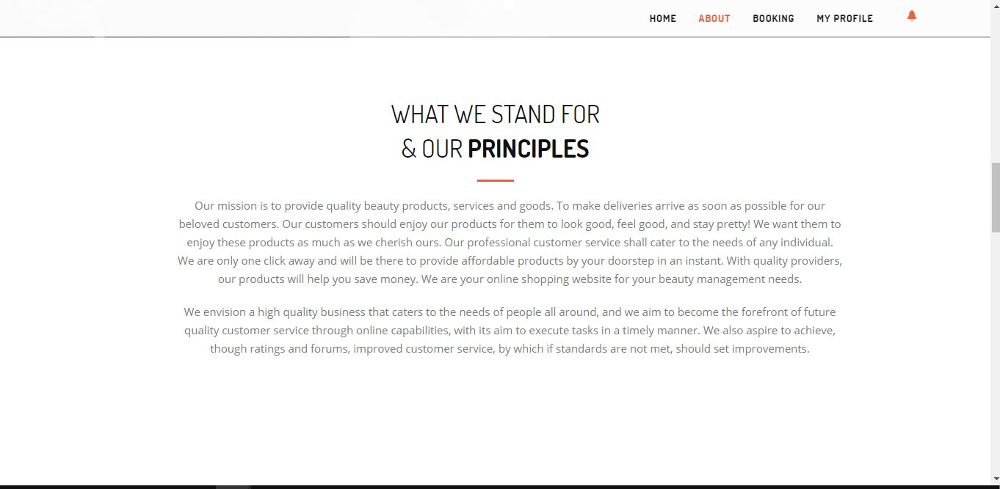 HOME ABOUT BOOKING MY PROFILE
WHAT WE STAND FOR
& OUR PRINCIPLES
Our mission is to provide quality beauty products, services and goods. To make deliveries arrive as soon as possible for our
beloved customers. Our customers should enjoy our products for them to look good, feel good, and stay pretty! We want them to
enjoy these products as much as we cherish ours. Our professional customer service shall cater to the needs of any individual.
We are only one click away and will be there to provide affordable products by your doorstep in an instant. With quality providers,
our products will help you save money. We are your online shopping website for your beauty management needs.
We envision a high quality business that caters to the needs of people all around, and we aim to become the forefront of future
quality customer service through online capabilities, with its aim to execute tasks in a timely manner. We also aspire to achieve,
though ratings and forums, improved customer service, by which if standards are not met, should set improvements.